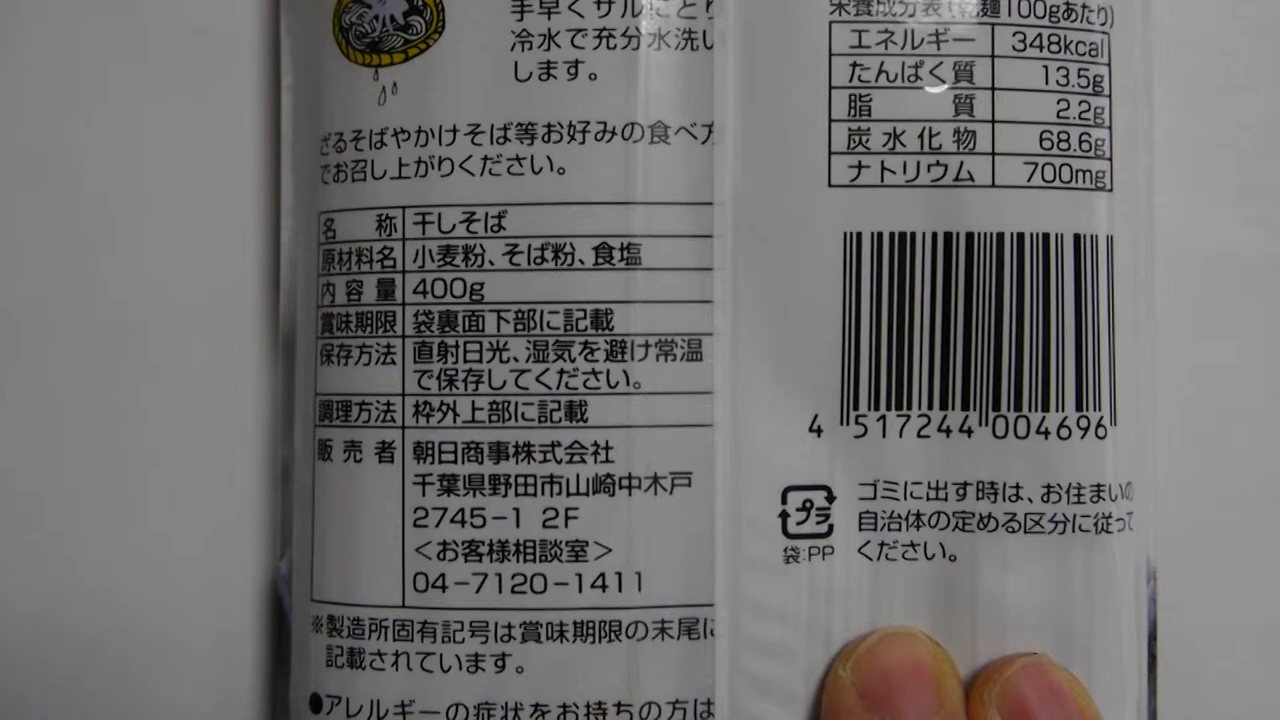 手早くザルにとり
冷水で充分水洗い
します。
ざるそばやかけそば等お好みの食べ方
でお召し上がりください。
名称 干しそば
原材料名 小麦粉、そば粉、食塩
内容量 400g
賞味期限 袋裏面下部に記載
保存方法 直射日光、湿気を避け常温
で保存してください。
調理方法 枠外上部に記載
販売者 朝日商事株式会社
千葉県野田市山崎中木戸
2745-1 2F
<お客様相談室>
04-7120-1411
※製造所固有記号は賞味期限の末尾に
記載されています。
●アレルギーの症状をお持ちの方は
栄養成分表(乾麺100gあたり)
エネルギー 348kcal
たんぱく質 13.5g
脂質 2.2g
炭水化物 68.6g
ナトリウム 700mg
4 517244 004696
プラ
袋:PP
ゴミに出す時は、お住まいの
自治体の定める区分に従って
ください。